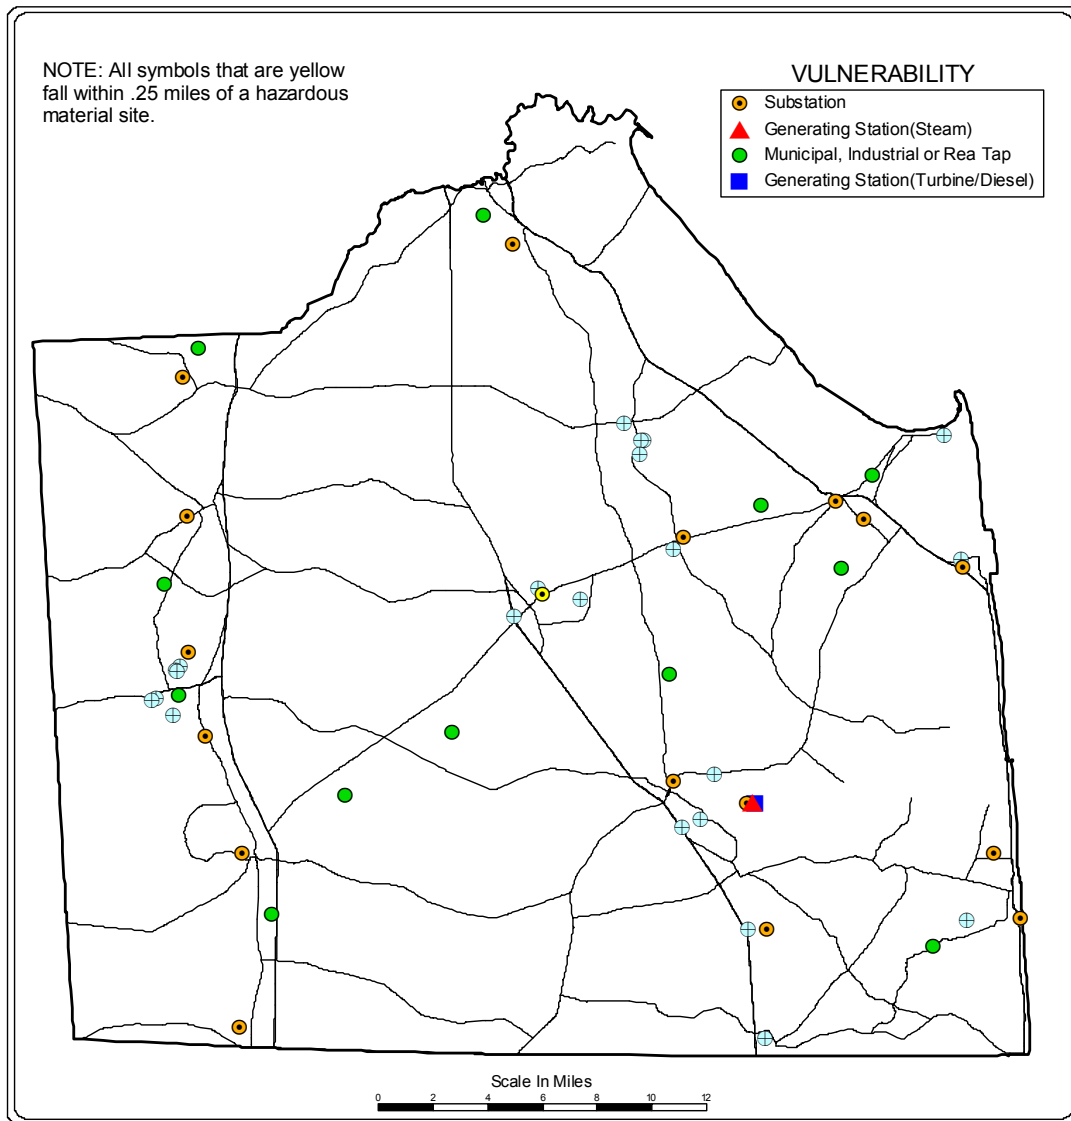 NOTE: All symbols that are yellow
fall within .25 miles of a hazardous
material site.
VULNERABILITY
Substation
Generating Station(Steam)
Municipal, Industrial or Rea Tap
Generating Station(Turbine/Diesel)
Scale In Miles
0 2 4 6 8 10 12